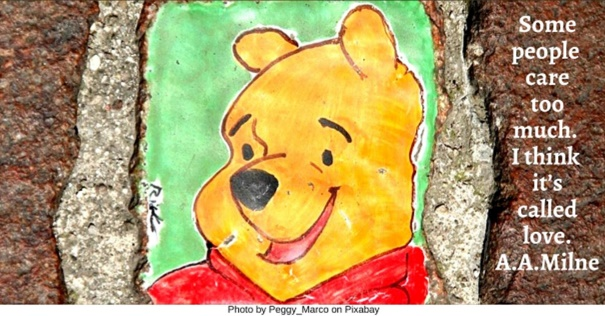 Some
people
care
too
much.
I think
it's
called
love.
A.A.Milne
Photo by Peggy_Marco on Pixabay